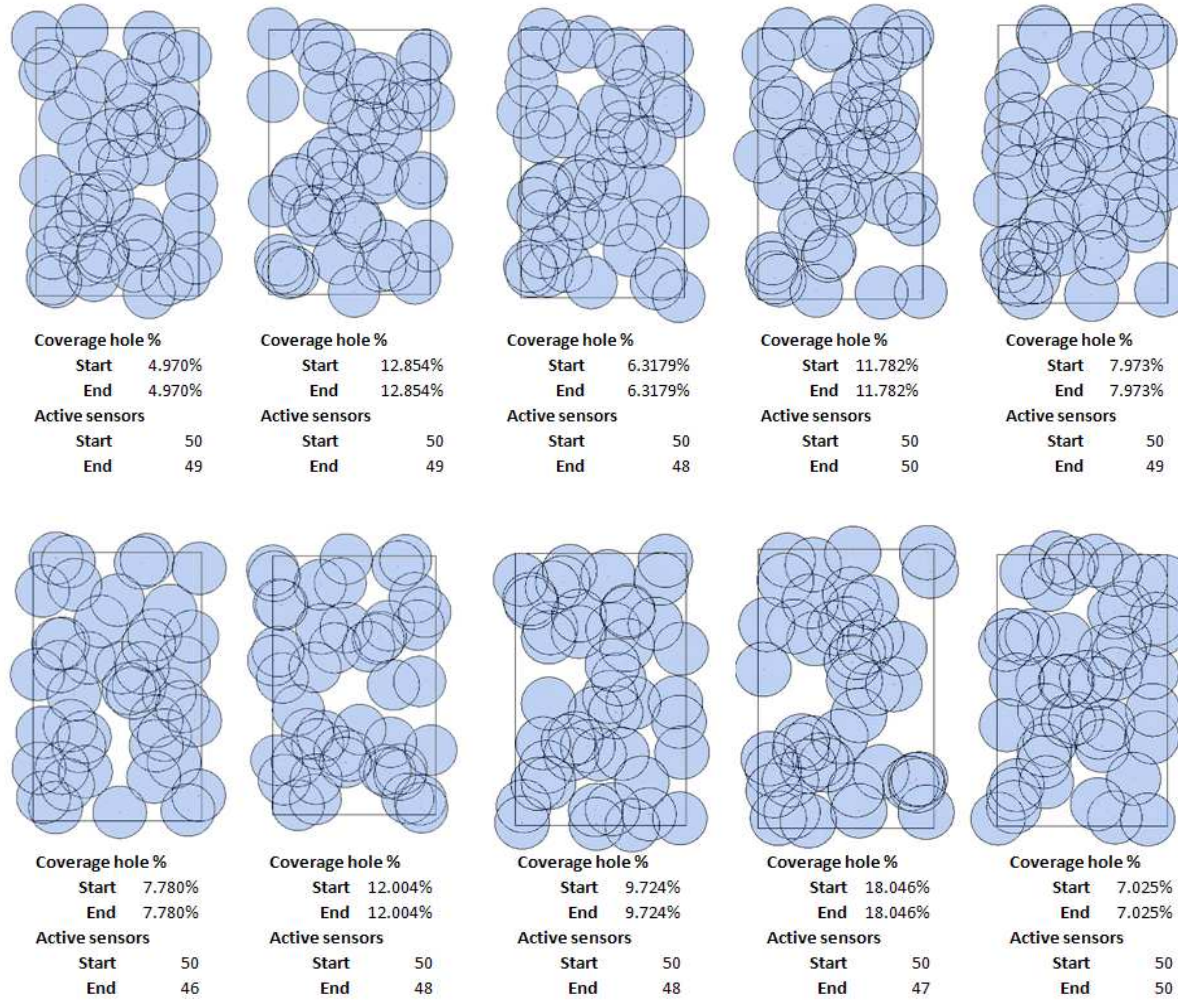 Coverage hole % Coverage hole % Coverage hole % Coverage hole % Coverage hole %
Start 4.970% Start 12.854% Start 6.3179% Start 11.782% Start 7.973%
End 4.970% End 12.854% End 6.3179% End 11.782% End 7.973%
Active sensors Active sensors Active sensors Active sensors Active sensors
Start 50 Start 50 Start 50 Start 50 Start 50
End 49 End 49 End 48 End 50 End 49
Coverage hole % Coverage hole % Coverage hole % Coverage hole % Coverage hole %
Start 7.780% Start 12.004% Start 9.724% Start 18.046% Start 7.025%
End 7.780% End 12.004% End 9.724% End 18.046% End 7.025%
Active sensors Active sensors Active sensors Active sensors Active sensors
Start 50 Start 50 Start 50 Start 50 Start 50
End 46 End 48 End 48 End 47 End 50